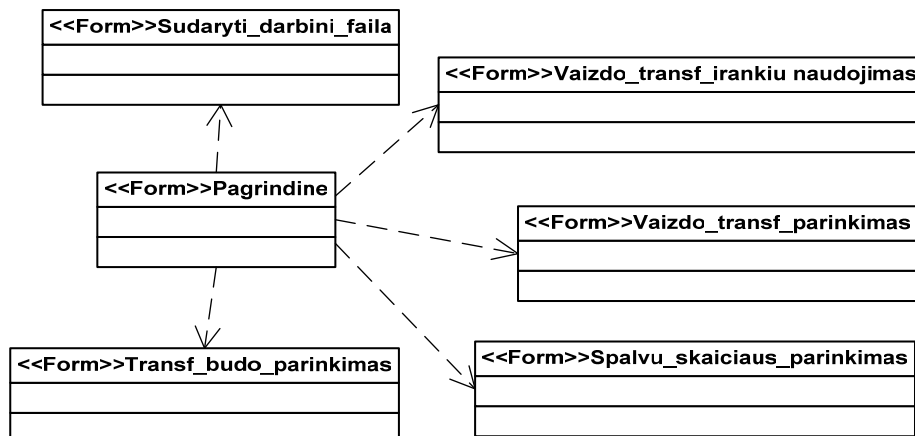 <<Form>>Sudaryti_darbini_faila
<<Form>>Vaizdo_transf_irankiu naudojimas
<<Form>>Pagrindine
<<Form>>Vaizdo_transf_parinkimas
<<Form>>Transf_budo_parinkimas
<<Form>>Spalvu_skaiciaus_parinkimas